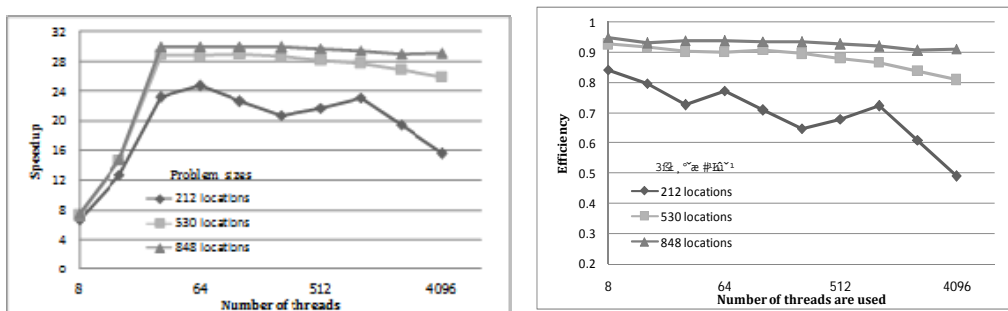 32
28
24
20
16
12
8
4
0
Speedup
Problem sizes
212 locations
530 locations
848 locations
8 64 512 4096
Number of threads
1
0.9
0.8
0.7
0.6
0.5
0.4
0.3
0.2
Efficiency
212 locations
530 locations
848 locations
8 64 512 4096
Number of threads are used